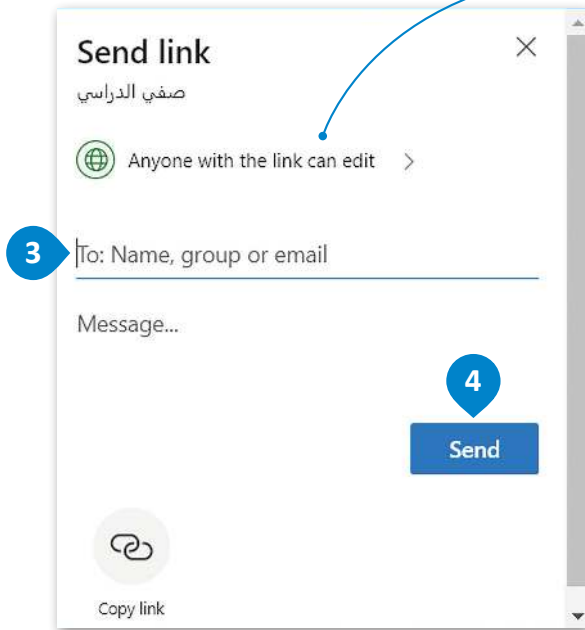 Send link
صفي الدراسي
Anyone with the link can edit
3
To: Name, group or email
Message...
4
Send
Copy link